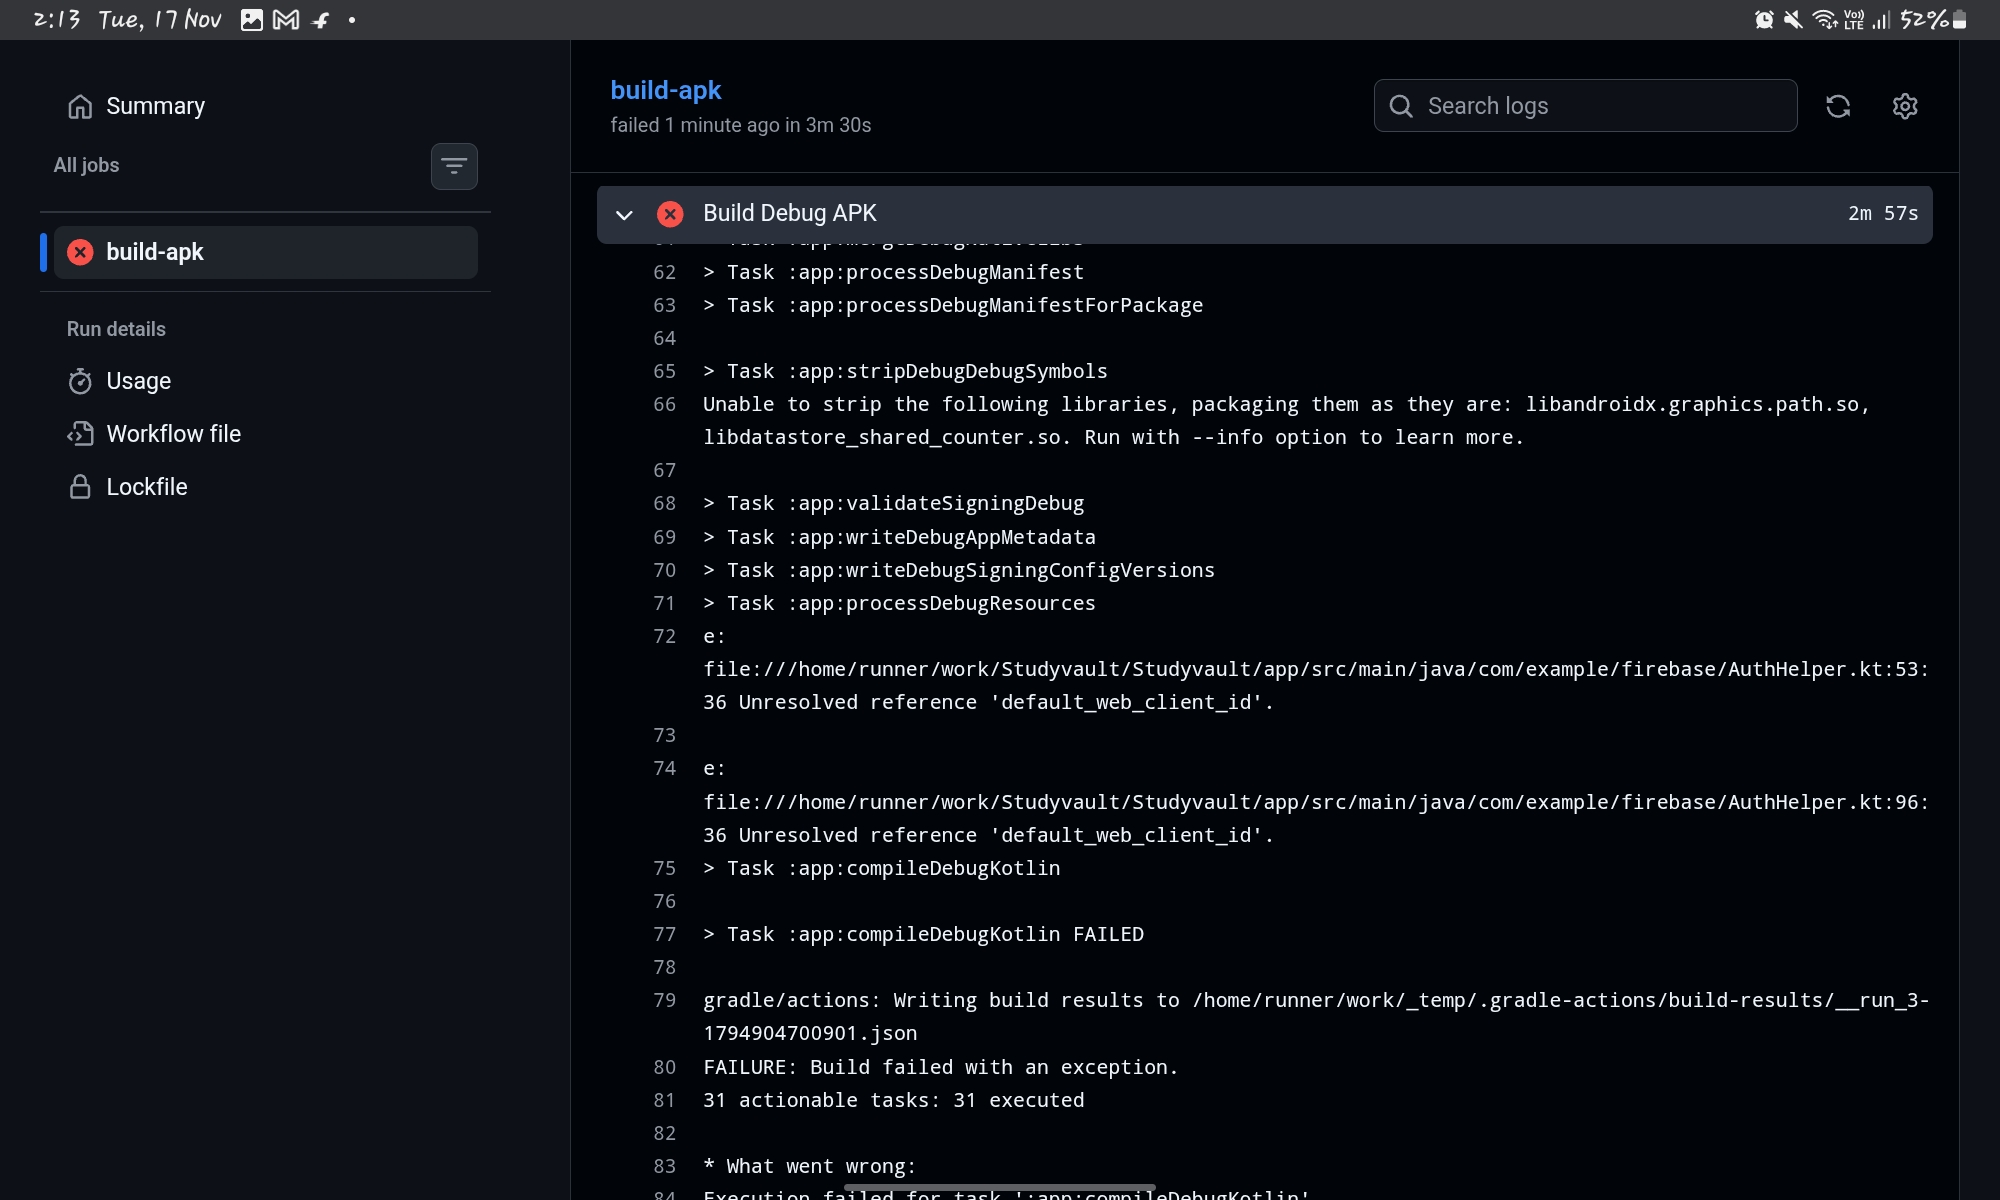 2:13 Tue, 17 Nov
Vo))
LTE
52%
Summary
All jobs
build-apk
Run details
Usage
Workflow file
Lockfile
build-apk
failed 1 minute ago in 3m 30s
Search logs
Build Debug APK 2m 57s
62 > Task :app:processDebugManifest
63 > Task :app:processDebugManifestForPackage
64
65 > Task :app:stripDebugDebugSymbols
66 Unable to strip the following libraries, packaging them as they are: libandroidx.graphics.path.so,
libdatastore_shared_counter.so. Run with --info option to learn more.
67
68 > Task :app:validateSigningDebug
69 > Task :app:writeDebugAppMetadata
70 > Task :app:writeDebugSigningConfigVersions
71 > Task :app:processDebugResources
72 e:
file:///home/runner/work/Studyvault/Studyvault/app/src/main/java/com/example/firebase/AuthHelper.kt:53:
36 Unresolved reference 'default_web_client_id'.
73
74 e:
file:///home/runner/work/Studyvault/Studyvault/app/src/main/java/com/example/firebase/AuthHelper.kt:96:
36 Unresolved reference 'default_web_client_id'.
75 > Task :app:compileDebugKotlin
76
77 > Task :app:compileDebugKotlin FAILED
78
79 gradle/actions: Writing build results to /home/runner/work/_temp/.gradle-actions/build-results/__run_3-
1794904700901.json
80 FAILURE: Build failed with an exception.
81 31 actionable tasks: 31 executed
82
83 * What went wrong:
84 Execution failed for task ':app:compileDebugKotlin'